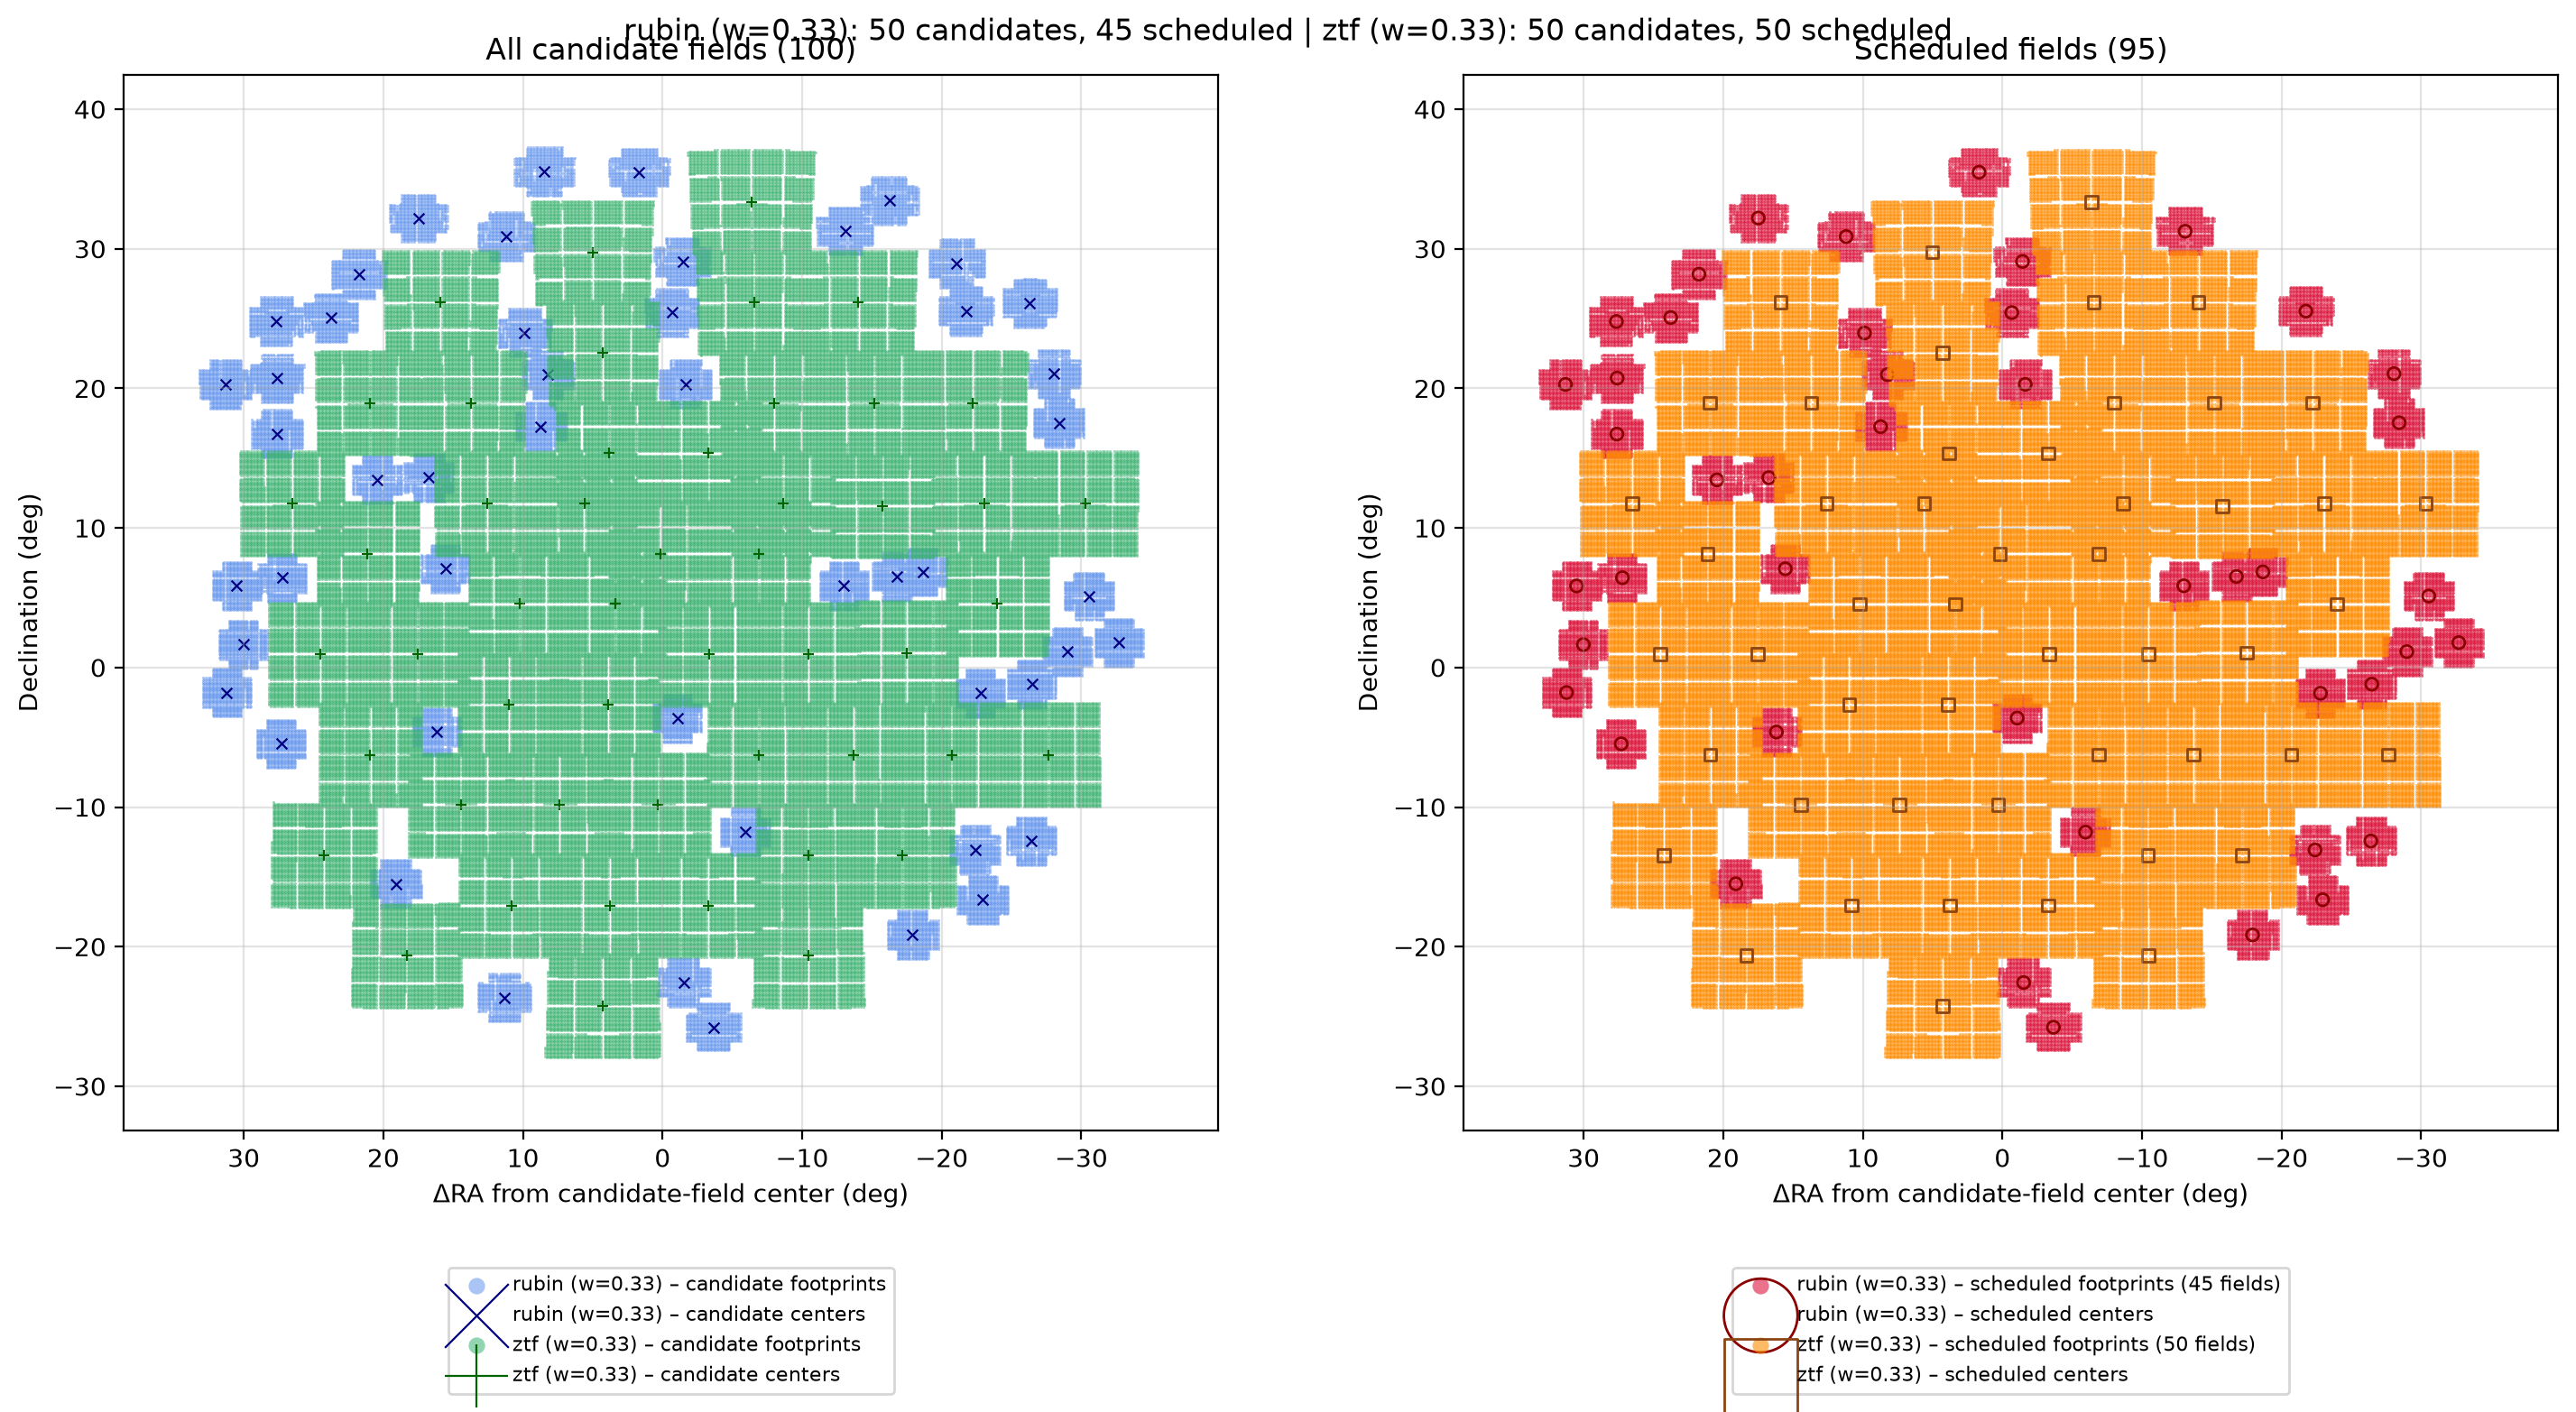 rubin (w=0.33): 50 candidates, 45 scheduled | ztf (w=0.33): 50 candidates, 50 scheduled
All candidate fields (100)
40
30
20
10
0
−10
−20
−30
Declination (deg)
30 20 10 0 −10 −20 −30
ΔRA from candidate-field center (deg)
rubin (w=0.33) – candidate footprints
rubin (w=0.33) – candidate centers
ztf (w=0.33) – candidate footprints
ztf (w=0.33) – candidate centers
Scheduled fields (95)
40
30
20
10
0
−10
−20
−30
Declination (deg)
30 20 10 0 −10 −20 −30
ΔRA from candidate-field center (deg)
rubin (w=0.33) – scheduled footprints (45 fields)
rubin (w=0.33) – scheduled centers
ztf (w=0.33) – scheduled footprints (50 fields)
ztf (w=0.33) – scheduled centers